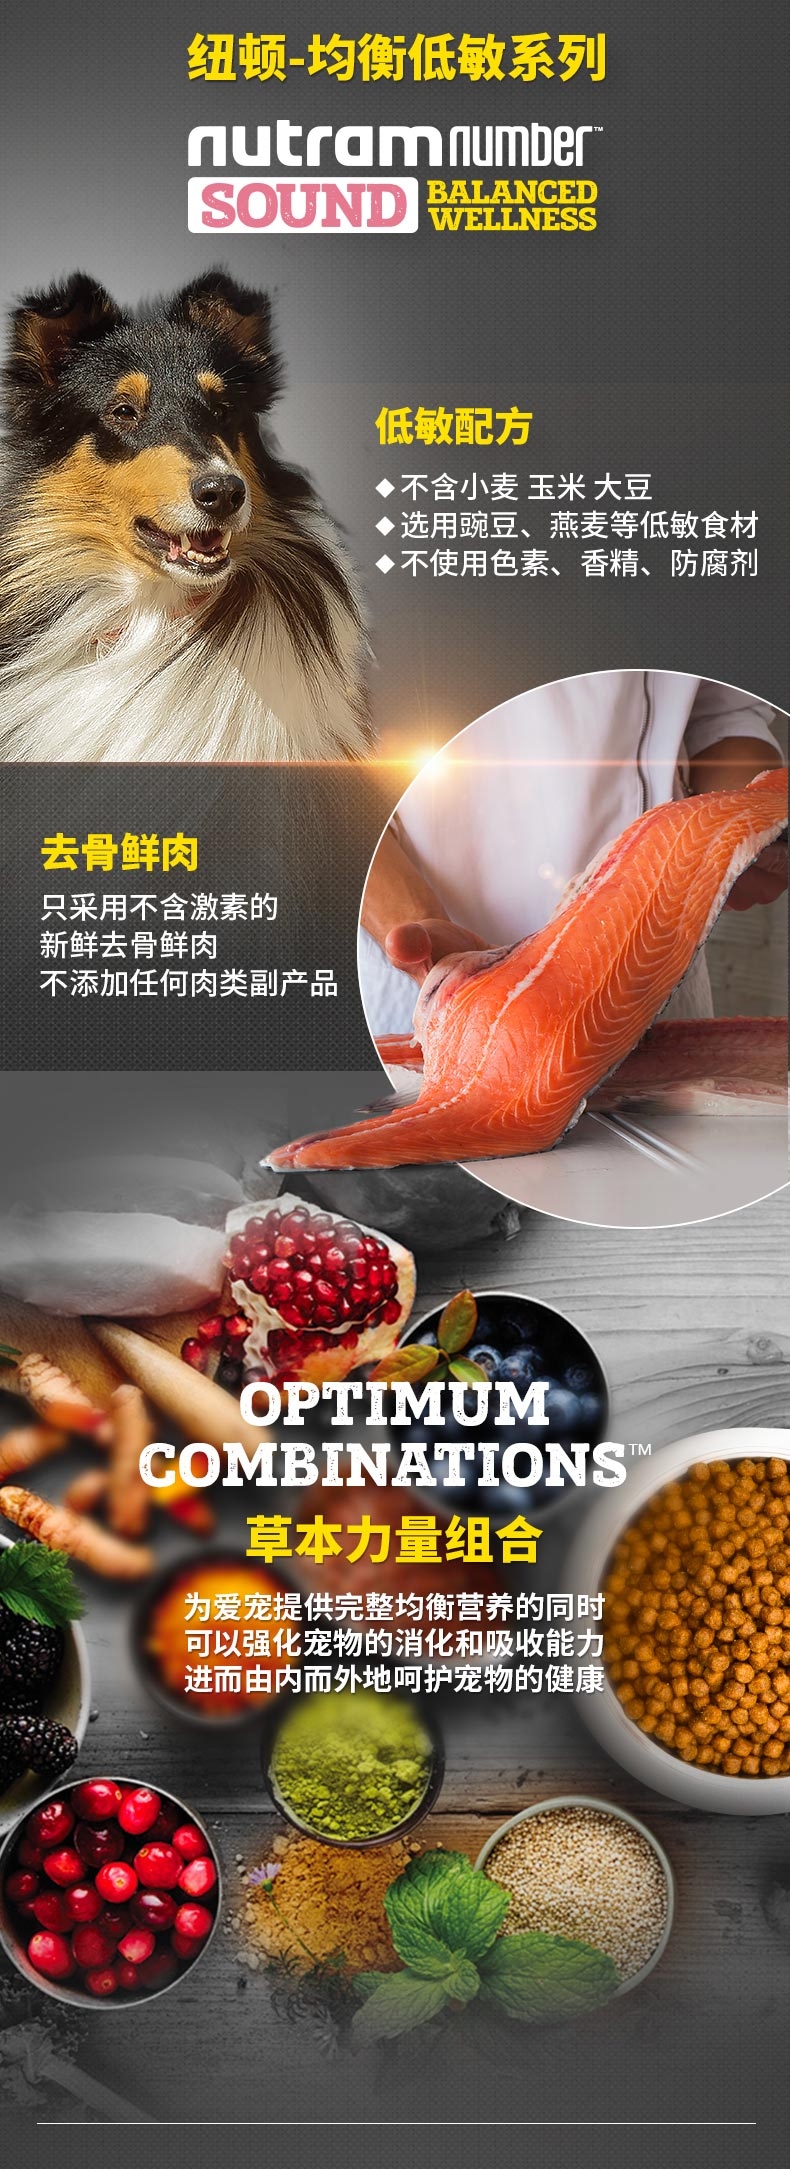 纽顿-均衡低敏系列
nutram number™
SOUND BALANCED WELLNESS
低敏配方
◆不含小麦 玉米 大豆
◆选用豌豆、燕麦等低敏食材
◆不使用色素、香精、防腐剂
去骨鲜肉
只采用不含激素的
新鲜去骨鲜肉
不添加任何肉类副产品
OPTIMUM
COMBINATIONS™
草本力量组合
为爱宠提供完整均衡营养的同时
可以强化宠物的消化和吸收能力
进而由内而外地呵护宠物的健康